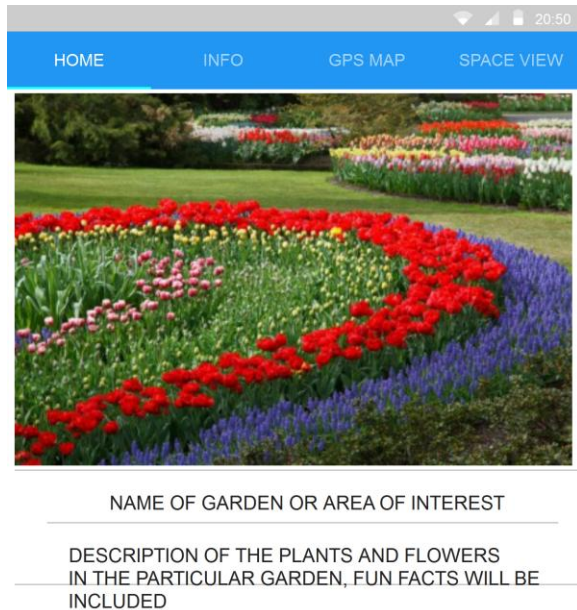 20:50
HOME INFO GPS MAP SPACE VIEW
NAME OF GARDEN OR AREA OF INTEREST
DESCRIPTION OF THE PLANTS AND FLOWERS
IN THE PARTICULAR GARDEN, FUN FACTS WILL BE
INCLUDED